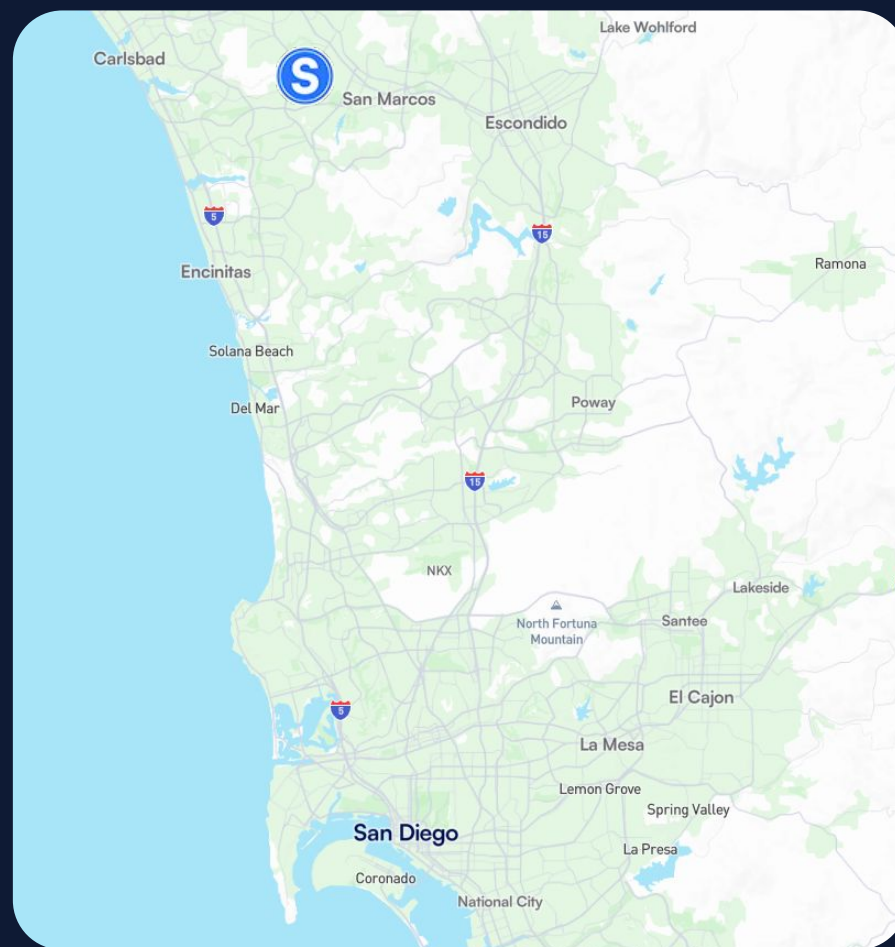 Lake Wohlford
Carlsbad
S
San Marcos
Escondido
5
15
Ramona
Encinitas
Solana Beach
Del Mar
Poway
15
NKX
Lakeside
North Fortuna
Mountain
Santee
El Cajon
5
La Mesa
Lemon Grove
Spring Valley
San Diego
La Presa
Coronado
National City